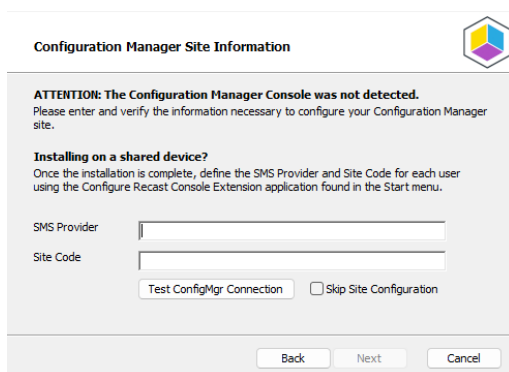 Configuration Manager Site Information
ATTENTION: The Configuration Manager Console was not detected.
Please enter and verify the information necessary to configure your Configuration Manager
site.
Installing on a shared device?
Once the installation is complete, define the SMS Provider and Site Code for each user
using the Configure Recast Console Extension application found in the Start menu.
SMS Provider
Site Code
Test ConfigMgr Connection
Skip Site Configuration
Back
Next
Cancel